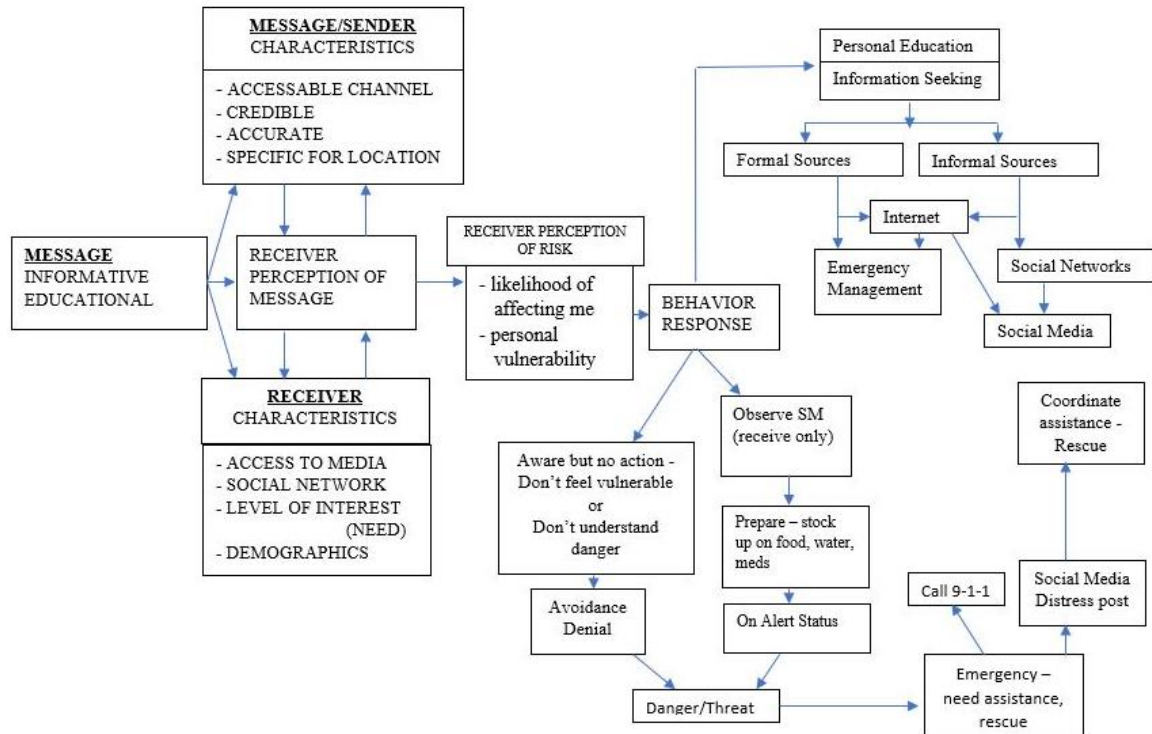 MESSAGE/SENDER
CHARACTERISTICS
- ACCESSABLE CHANNEL
- CREDIBLE
- ACCURATE
- SPECIFIC FOR LOCATION
MESSAGE
INFORMATIVE
EDUCATIONAL
RECEIVER
PERCEPTION OF
MESSAGE
RECEIVER
CHARACTERISTICS
- ACCESS TO MEDIA
- SOCIAL NETWORK
- LEVEL OF INTEREST
(NEED)
- DEMOGRAPHICS
RECEIVER PERCEPTION
OF RISK
- likelihood of
affecting me
- personal
vulnerability
BEHAVIOR
RESPONSE
Personal Education
Information Seeking
Formal Sources
Informal Sources
Internet
Emergency
Management
Social Networks
Social Media
Aware but no action -
Don't feel vulnerable
or
Don't understand
danger
Avoidance
Denial
Observe SM
(receive only)
Prepare – stock
up on food, water,
meds
On Alert Status
Danger/Threat
Emergency –
need assistance,
rescue
Call 9-1-1
Social Media
Distress post
Coordinate
assistance -
Rescue